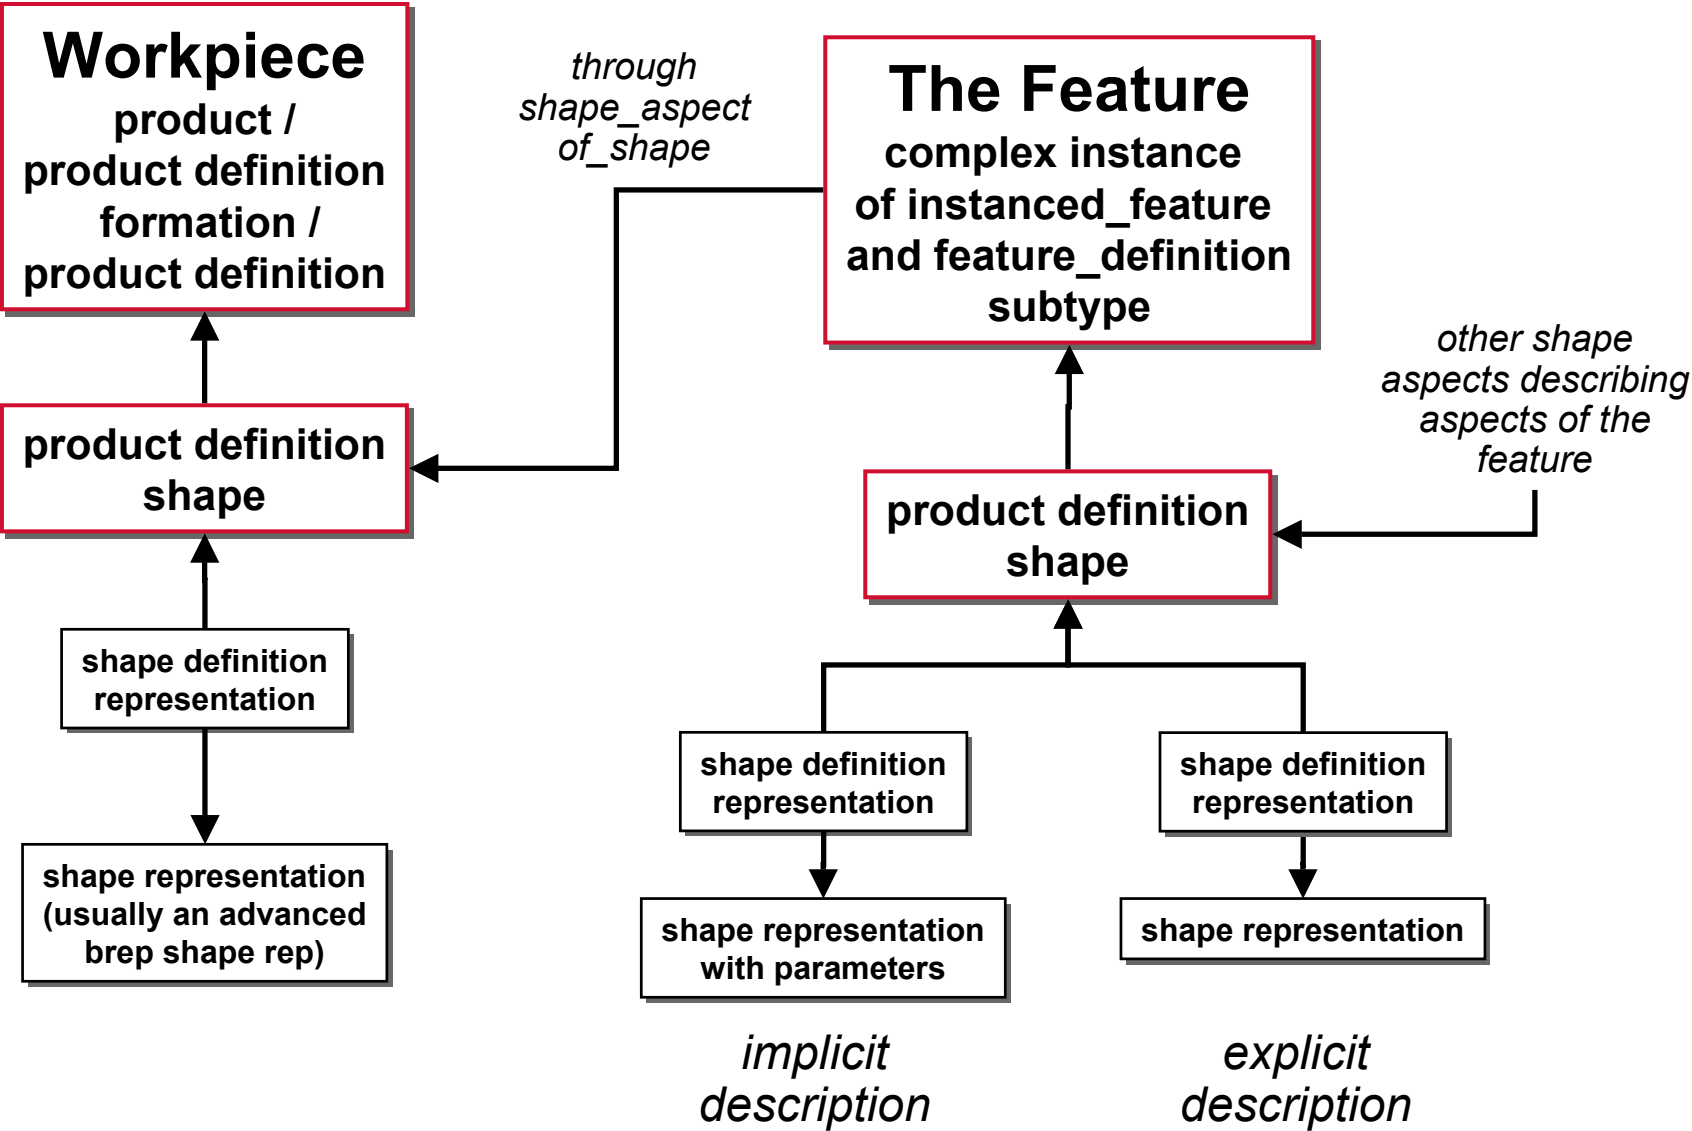 Workpiece
product /
product definition
formation /
product definition
through
shape_aspect
of_shape
The Feature
complex instance
of instanced_feature
and feature_definition
subtype
other shape
aspects describing
aspects of the
feature
product definition
shape
product definition
shape
shape definition
representation
shape definition
representation
shape definition
representation
shape representation
(usually an advanced
brep shape rep)
shape representation
with parameters
shape representation
implicit
description
explicit
description